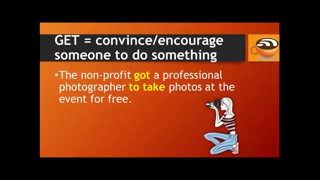 GET = convince/encourage
someone to do something
•The non-profit got a professional
photographer to take photos at the
event for free.